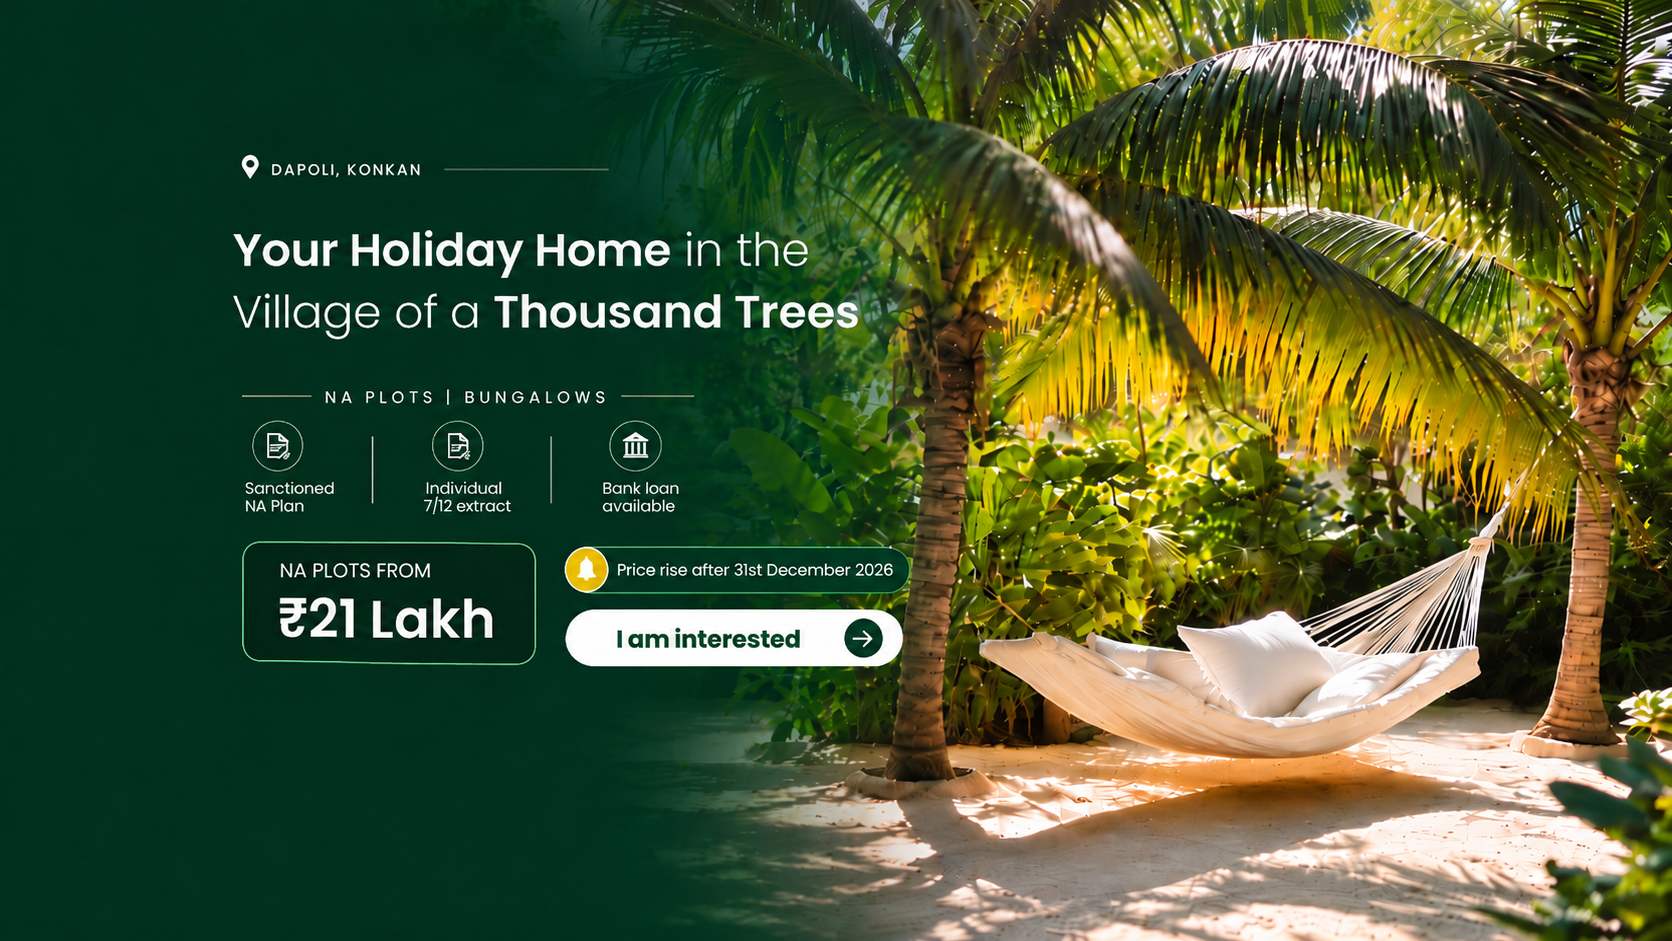 DAPOLI, KONKAN
Your Holiday Home in the
Village of a Thousand Trees
NA PLOTS | BUNGALOWS
Sanctioned
NA Plan
Individual
7/12 extract
Bank loan
available
NA PLOTS FROM
₹21 Lakh
Price rise after 31st December 2026
I am interested